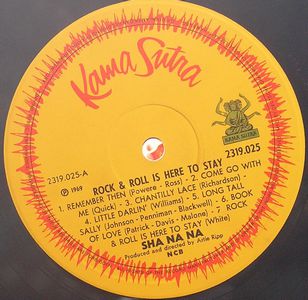 Kama Sutra
KAMA SUTRA
2319.025-A
2319.025
℗ 1969
ROCK & ROLL IS HERE TO STAY
1. REMEMBER THEN (Powere - Ross) - 2. COME GO WITH
ME (Quick) - 3. CHANTILLY LACE (Richardson)
4. LITTLE DARLIN' (Williams) - 5. LONG TALL
SALLY (Johnson - Penniman - Blackwell) - 6. BOOK
OF LOVE (Patrick - Davis - Malone) - 7. ROCK
& ROLL IS HERE TO STAY (White)
SHA NA NA
Produced and directed by Artie Ripp
NCB